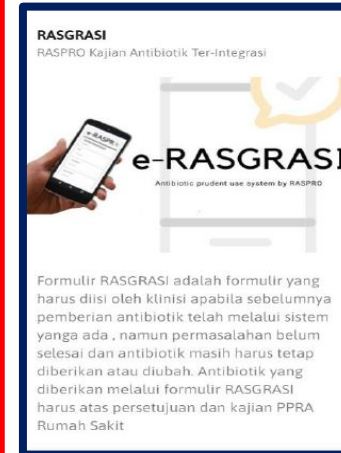 RASGRASI
RASPRO Kajian Antibiotik Ter-Integrasi
e-RASGRASI
Antibiotic prudent use system by RASPRO
Formulir RASGRASI adalah formulir yang
harus diisi oleh klinisi apabila sebelumnya
pemberian antibiotik telah melalui sistem
yanga ada , namun permasalahan belum
selesai dan antibiotik masih harus tetap
diberikan atau diubah. Antibiotik yang
diberikan melalui formulir RASGRASI
harus atas persetujuan dan kajian PPRA
Rumah Sakit